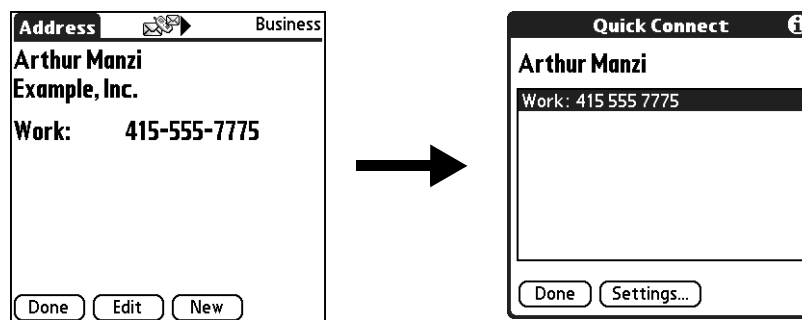 Address Business
Arthur Manzi
Example, Inc.
Work: 415-555-7775
Done Edit New
Quick Connect i
Arthur Manzi
Work: 415 555 7775
Done Settings...